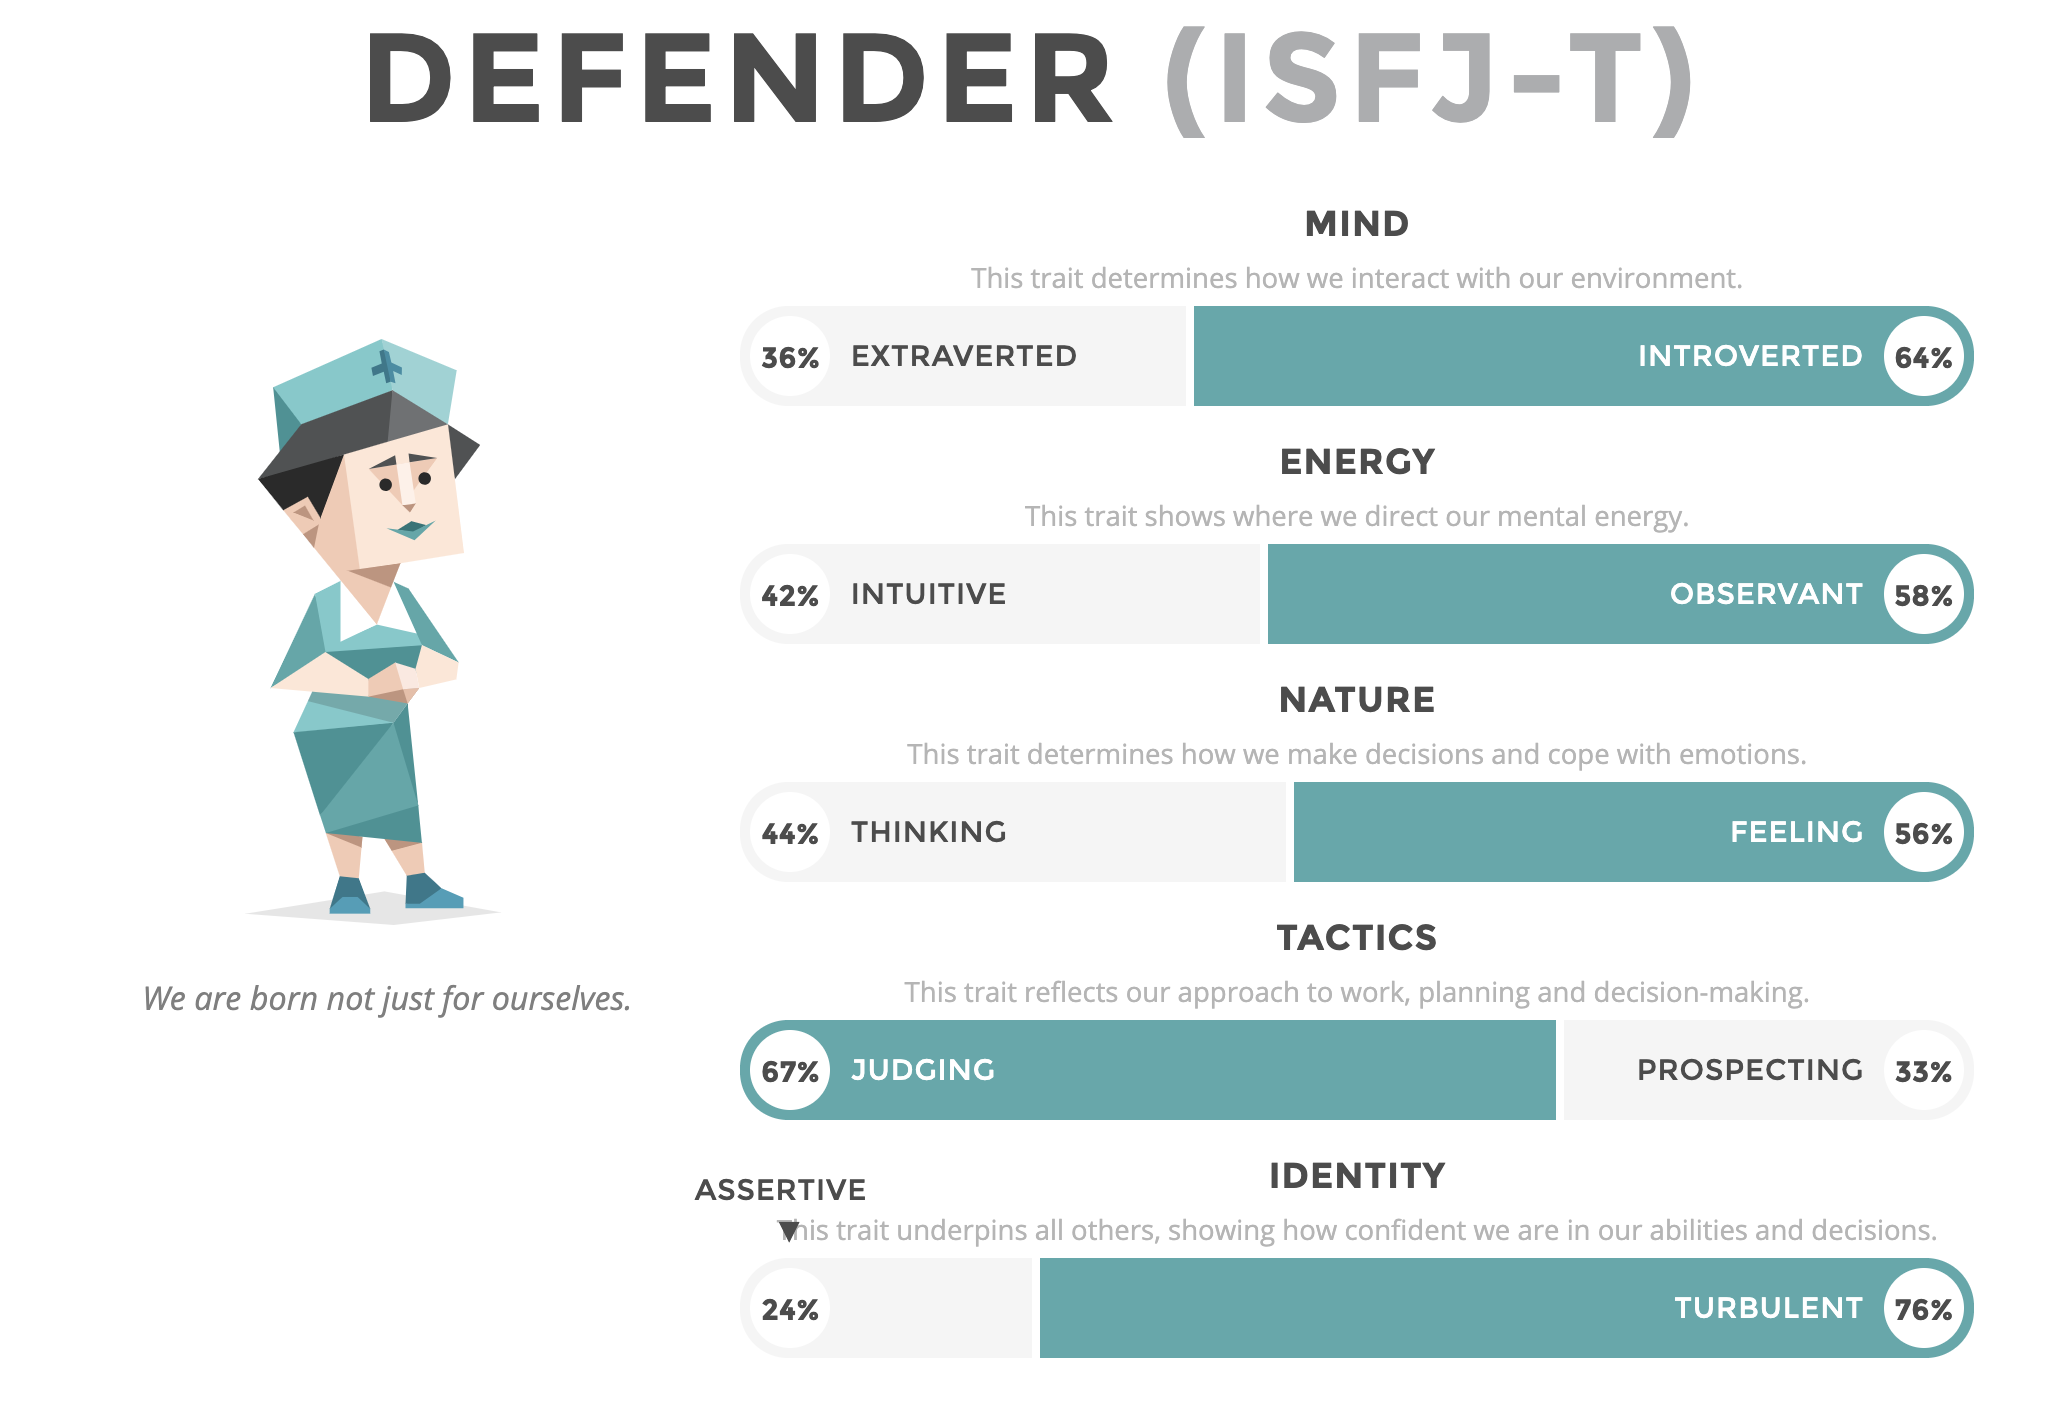 DEFENDER (ISFJ-T)
We are born not just for ourselves.
MIND
This trait determines how we interact with our environment.
36% EXTRAVERTED INTROVERTED 64%
ENERGY
This trait shows where we direct our mental energy.
42% INTUITIVE OBSERVANT 58%
NATURE
This trait determines how we make decisions and cope with emotions.
44% THINKING FEELING 56%
TACTICS
This trait reflects our approach to work, planning and decision-making.
67% JUDGING PROSPECTING 33%
IDENTITY
ASSERTIVE
This trait underpins all others, showing how confident we are in our abilities and decisions.
24% TURBULENT 76%